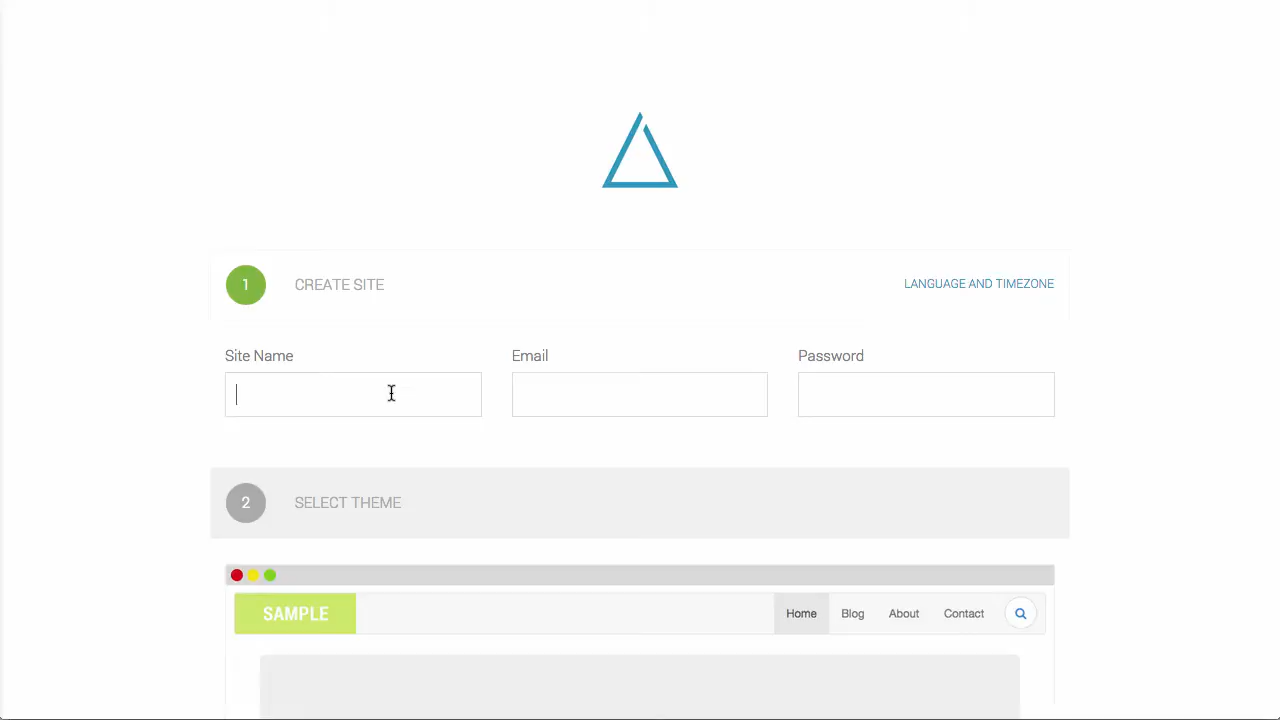 1 CREATE SITE LANGUAGE AND TIMEZONE
Site Name Email Password
2 SELECT THEME
SAMPLE Home Blog About Contact